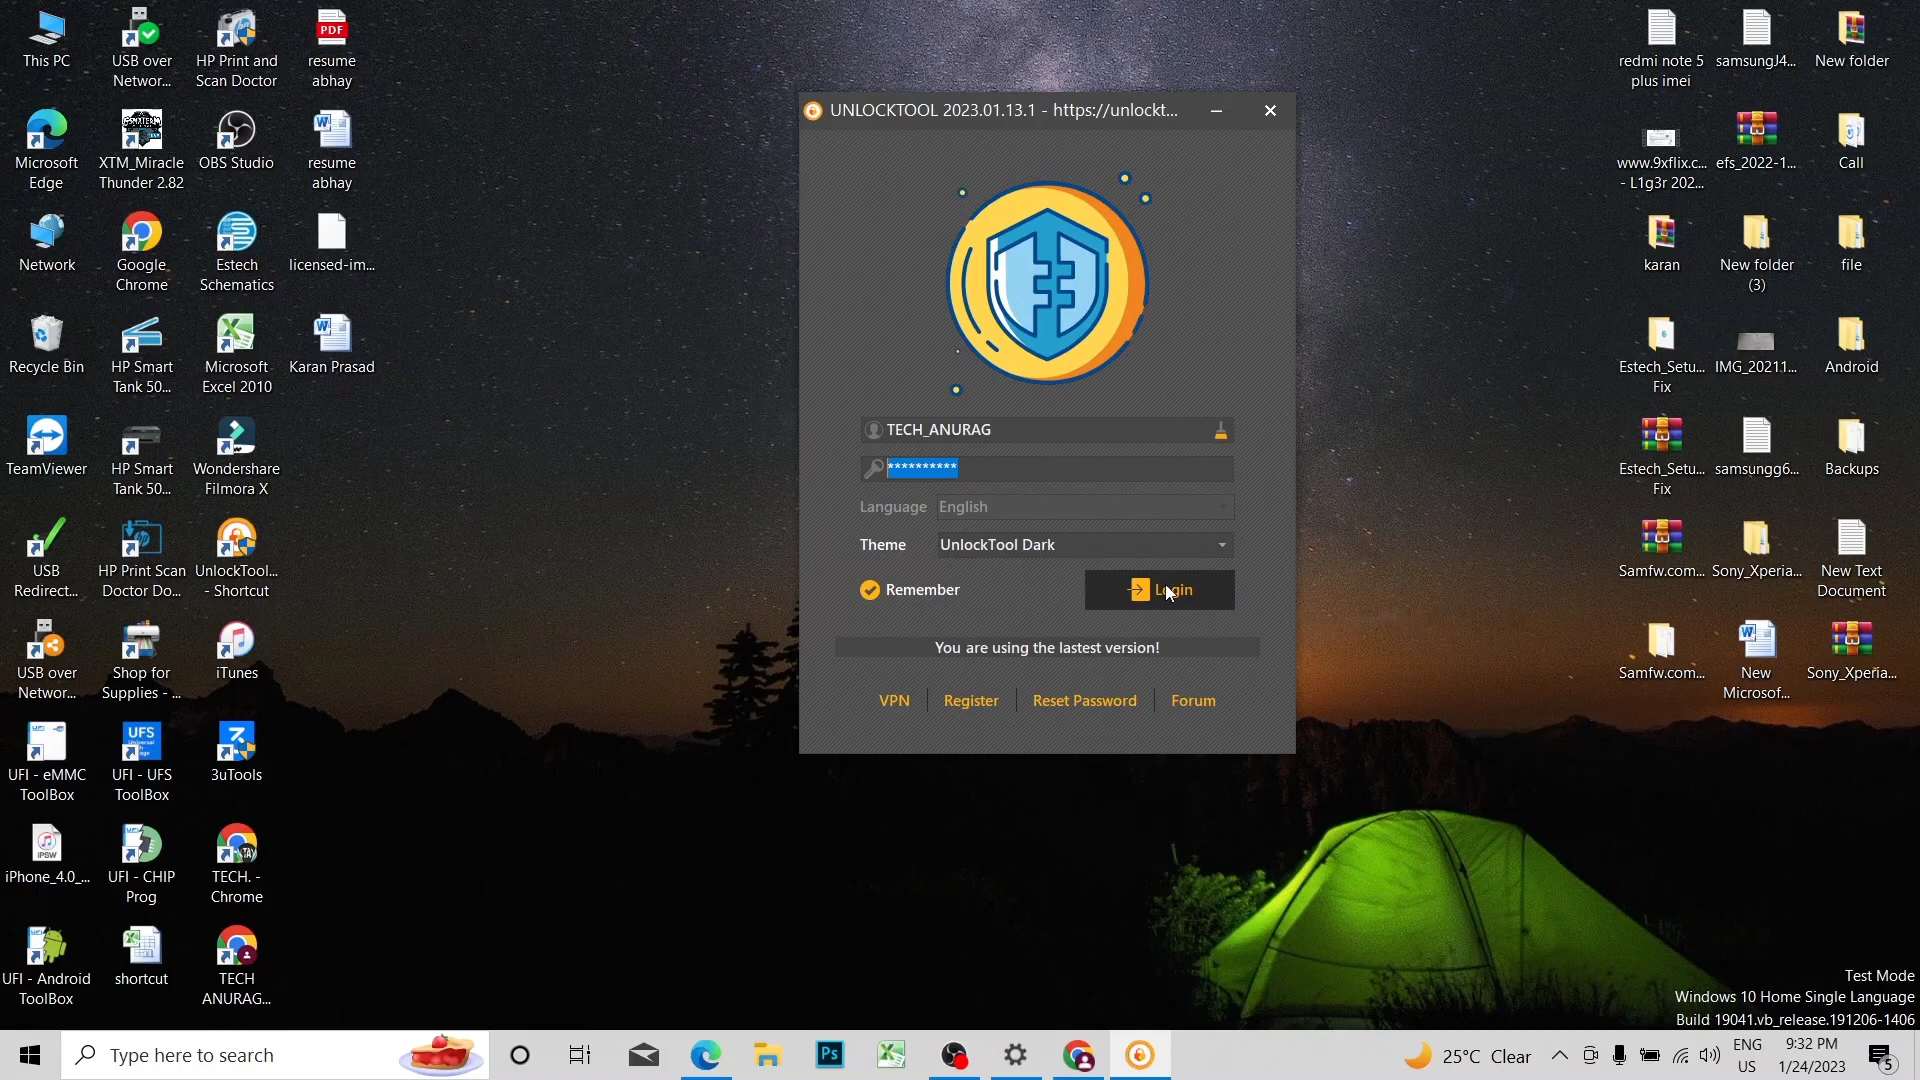 This PC
USB over
Networ...
HP Print and
Scan Doctor
PDF
resume
abhay
Microsoft
Edge
XTM_Miracle
Thunder 2.82
OBS Studio
resume
abhay
Network
Google
Chrome
Estech
Schematics
licensed-im...
Recycle Bin
HP Smart
Tank 50...
Microsoft
Excel 2010
Karan Prasad
TeamViewer
HP Smart
Tank 50...
Wondershare
Filmora X
USB
Redirect...
HP Print Scan
Doctor Do...
UnlockTool...
- Shortcut
USB over
Networ...
Shop for
Supplies - ...
iTunes
UFI - eMMC
ToolBox
UFS
UFI - UFS
ToolBox
3uTools
IPSW
iPhone_4.0_...
UFI - CHIP
Prog
TECH. -
Chrome
UFI - Android
ToolBox
shortcut
TECH
ANURAG...
UNLOCKTOOL 2023.01.13.1 - https://unlockt...
TECH_ANURAG
**********
Language English
Theme UnlockTool Dark
Remember
Login
You are using the lastest version!
VPN
Register
Reset Password
Forum
redmi note 5
plus imei
samsungJ4...
New folder
www.9xflix.c...
- L1g3r 202...
efs_2022-1...
Call
karan
New folder
(3)
file
Estech_Setu...
Fix
IMG_20211...
Android
Estech_Setu...
Fix
samsungg6...
Backups
Samfw.com...
Sony_Xperia...
New Text
Document
Samfw.com...
New
Microsof...
Sony_Xperia...
Test Mode
Windows 10 Home Single Language
Build 19041.vb_release.191206-1406
Type here to search
Ps
25°C Clear
ENG
US
9:32 PM
1/24/2023
5